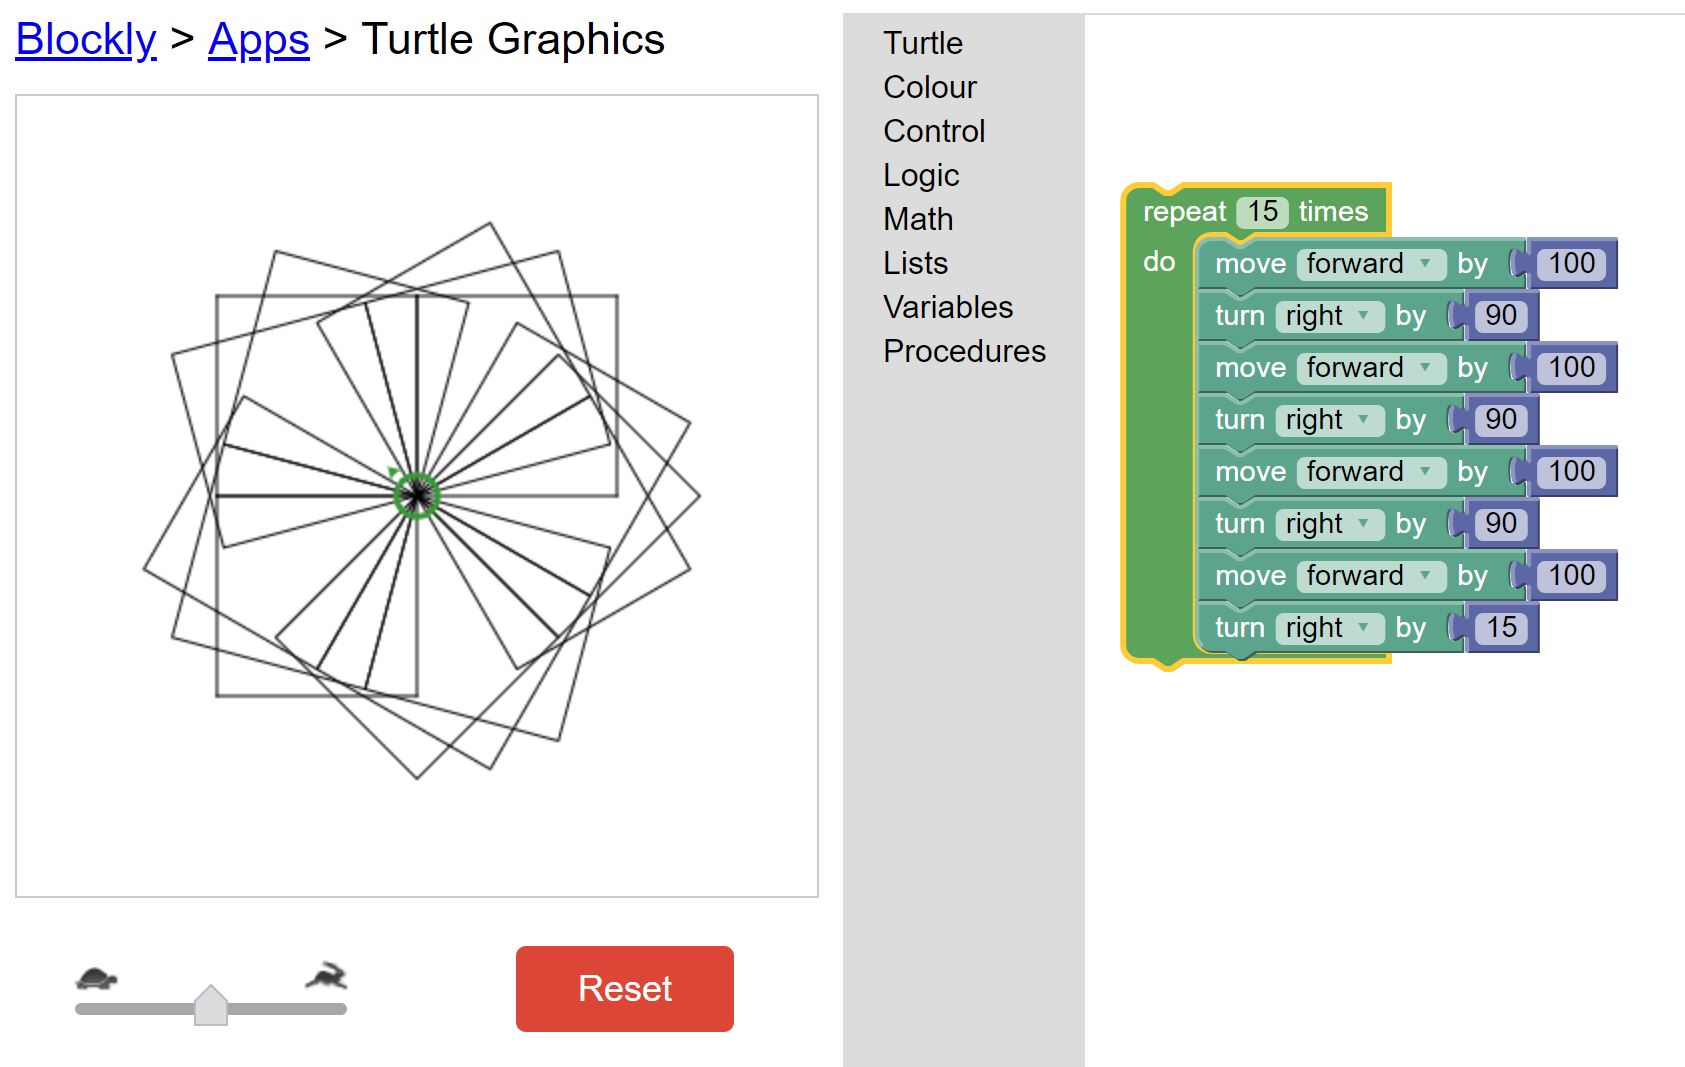 Blockly > Apps > Turtle Graphics
Reset
Turtle
Colour
Control
Logic
Math
Lists
Variables
Procedures
repeat 15 times
do move forward by 100
turn right by 90
move forward by 100
turn right by 90
move forward by 100
turn right by 90
move forward by 100
turn right by 15